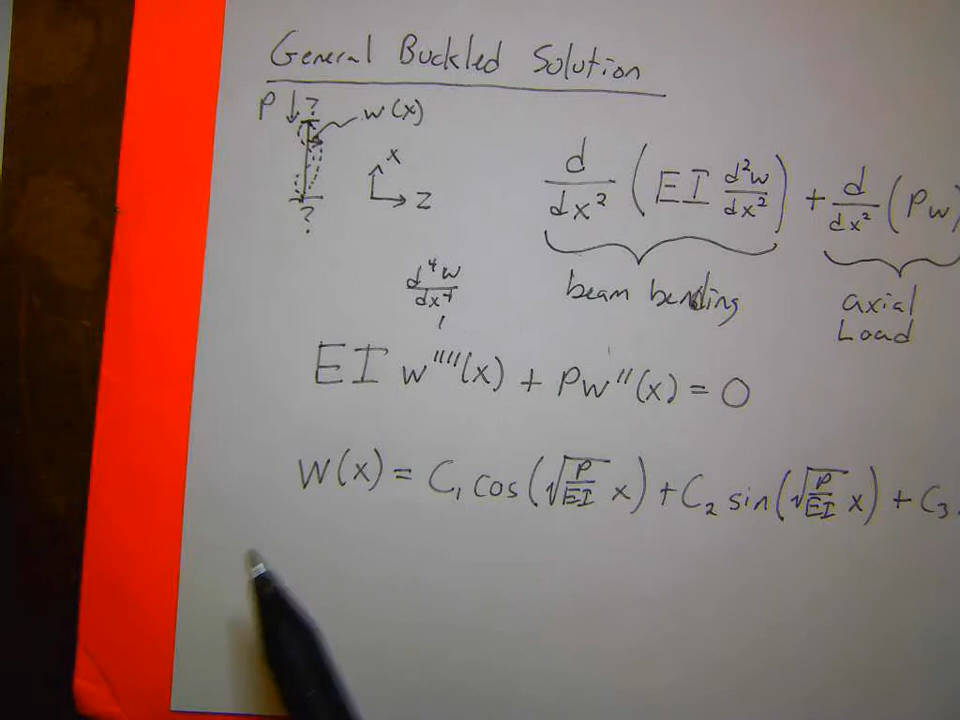 General Buckled Solution
P ↓ ? w(x)
x
z
?
d/dx² (EI d²w/dx²) + d/dx² (Pw)
beam bending
axial
Load
d⁴w/dx⁴
EI w''''(x) + Pw''(x) = 0
w(x) = C₁ cos(√(P/EI) x) + C₂ sin(√(P/EI) x) + C₃